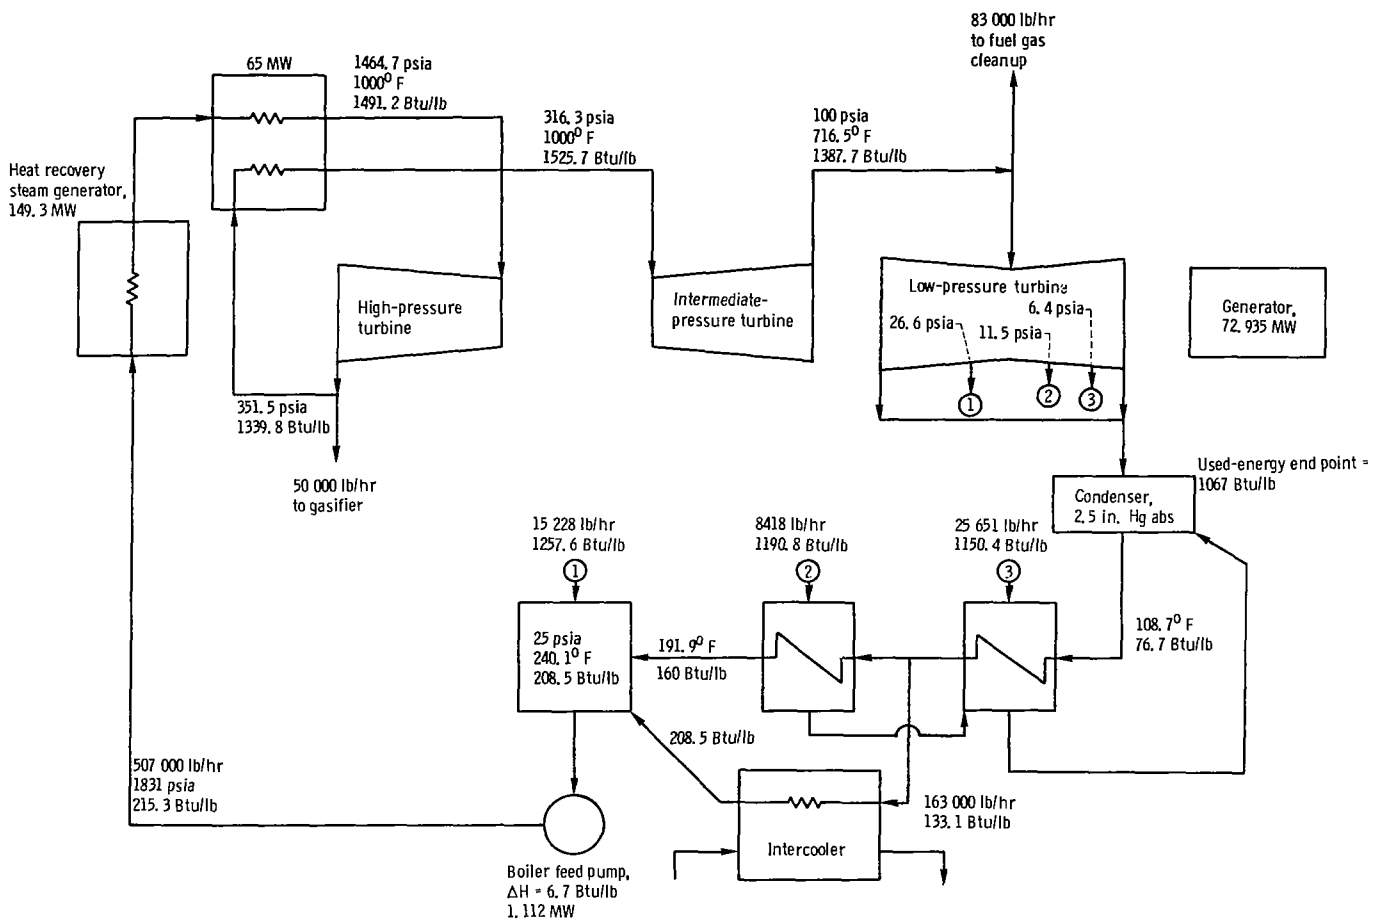 83 000 lb/hr
to fuel gas
cleanup
65 MW
1464.7 psia
1000⁰ F
1491.2 Btu/lb
316.3 psia
1000⁰ F
1525.7 Btu/lb
100 psia
716.5⁰ F
1387.7 Btu/lb
Heat recovery
steam generator,
149.3 MW
High-pressure
turbine
Intermediate-
pressure turbine
Low-pressure turbine
6.4 psia
26.6 psia
11.5 psia
1
2
3
Generator,
72.935 MW
351.5 psia
1339.8 Btu/lb
50 000 lb/hr
to gasifier
Used-energy end point =
1067 Btu/lb
Condenser,
2.5 in. Hg abs
15 228 lb/hr
1257.6 Btu/lb
1
8418 lb/hr
1190.8 Btu/lb
2
25 651 lb/hr
1150.4 Btu/lb
3
108.7⁰ F
76.7 Btu/lb
25 psia
240.1⁰ F
208.5 Btu/lb
191.9⁰ F
160 Btu/lb
208.5 Btu/lb
507 000 lb/hr
1831 psia
215.3 Btu/lb
163 000 lb/hr
133.1 Btu/lb
Intercooler
Boiler feed pump,
ΔH = 6.7 Btu/lb
1.112 MW